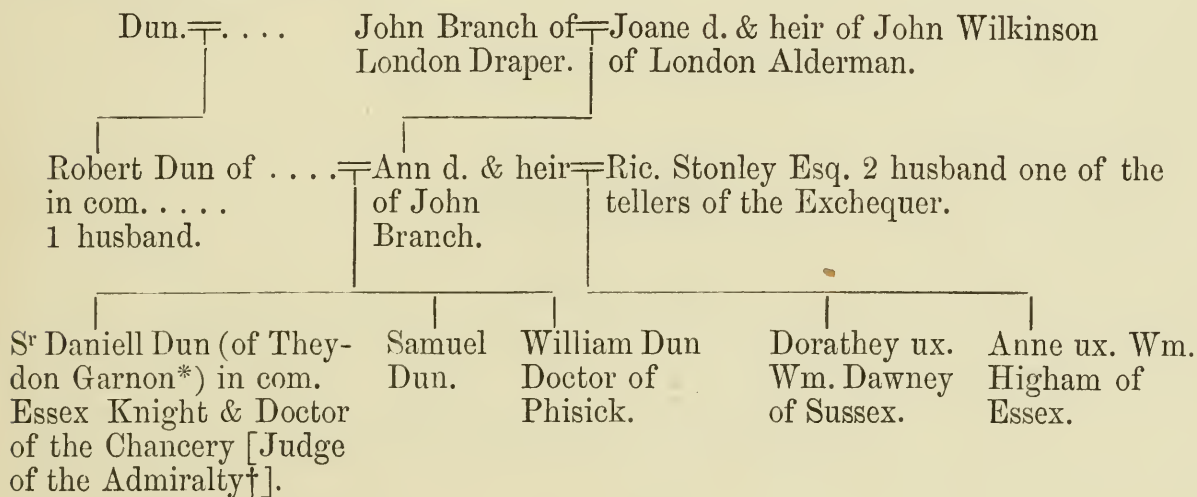 Dun. . . . .
John Branch of Joane d. & heir of John Wilkinson
London Draper. of London Alderman.
Robert Dun of . . . . Ann d. & heir Ric. Stonley Esq. 2 husband one of the
in com. . . . . of John tellers of the Exchequer.
1 husband. Branch.
Sʳ Daniell Dun (of They-
don Garnon*) in com.
Essex Knight & Doctor
of the Chancery [Judge
of the Admiralty†].
Samuel
Dun.
William Dun
Doctor of
Phisick.
Dorathey ux.
Wm. Dawney
of Sussex.
Anne ux. Wm.
Higham of
Essex.